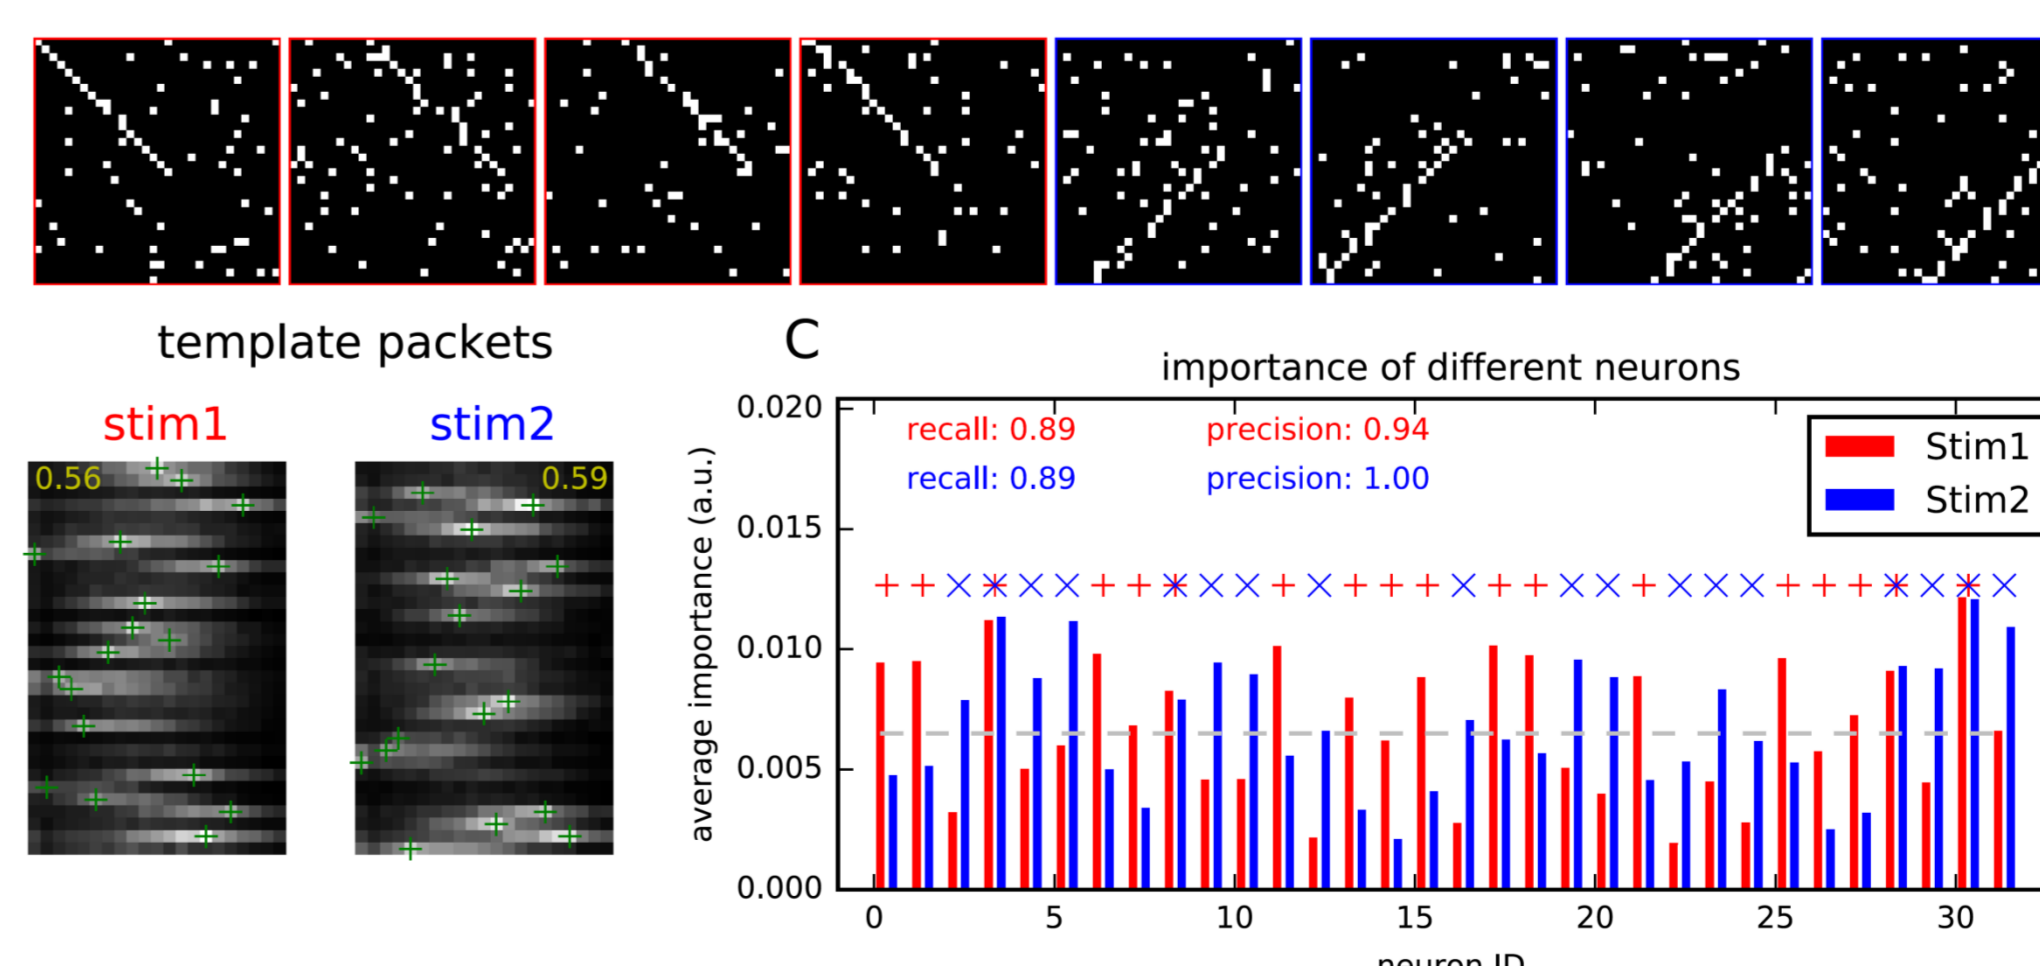 template packets
C
stim1
stim2
0.56
0.59
importance of different neurons
average importance (a.u.)
0.020
0.015
0.010
0.005
0.000
recall: 0.89 precision: 0.94
recall: 0.89 precision: 1.00
Stim1
Stim2
0 5 10 15 20 25 30
neuron ID